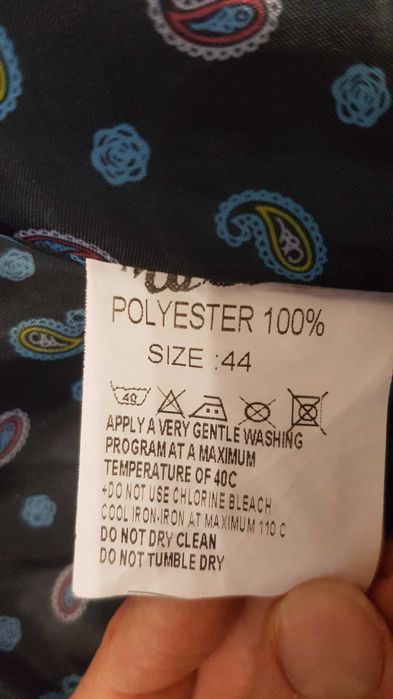 POLYESTER 100%
SIZE :44
40
APPLY A VERY GENTLE WASHING
PROGRAM AT A MAXIMUM
TEMPERATURE OF 40C
+DO NOT USE CHLORINE BLEACH
COOL IRON-IRON AT MAXIMUM 110 C
DO NOT DRY CLEAN
DO NOT TUMBLE DRY